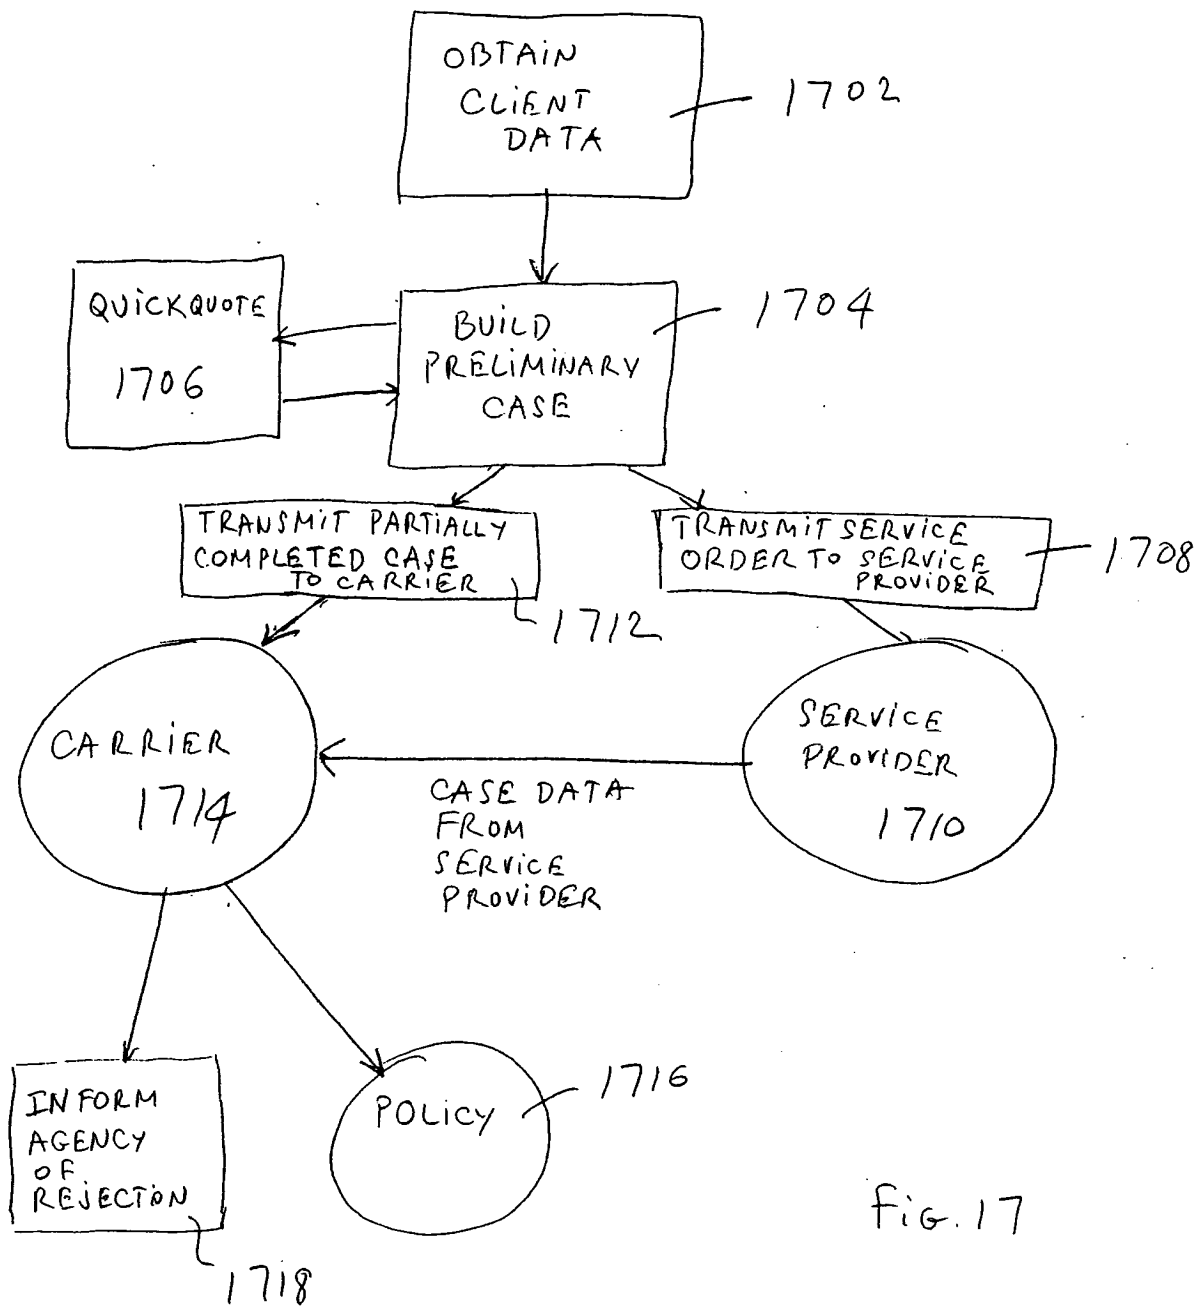 OBTAIN
CLIENT
DATA
1702
QUICKQUOTE
1706
BUILD
PRELIMINARY
CASE
1704
TRANSMIT PARTIALLY
COMPLETED CASE
TO CARRIER
1712
TRANSMIT SERVICE
ORDER TO SERVICE
PROVIDER
1708
CARRIER
1714
CASE DATA
FROM
SERVICE
PROVIDER
SERVICE
PROVIDER
1710
INFORM
AGENCY
OF
REJECTON
1718
POLICY
1716
FIG. 17